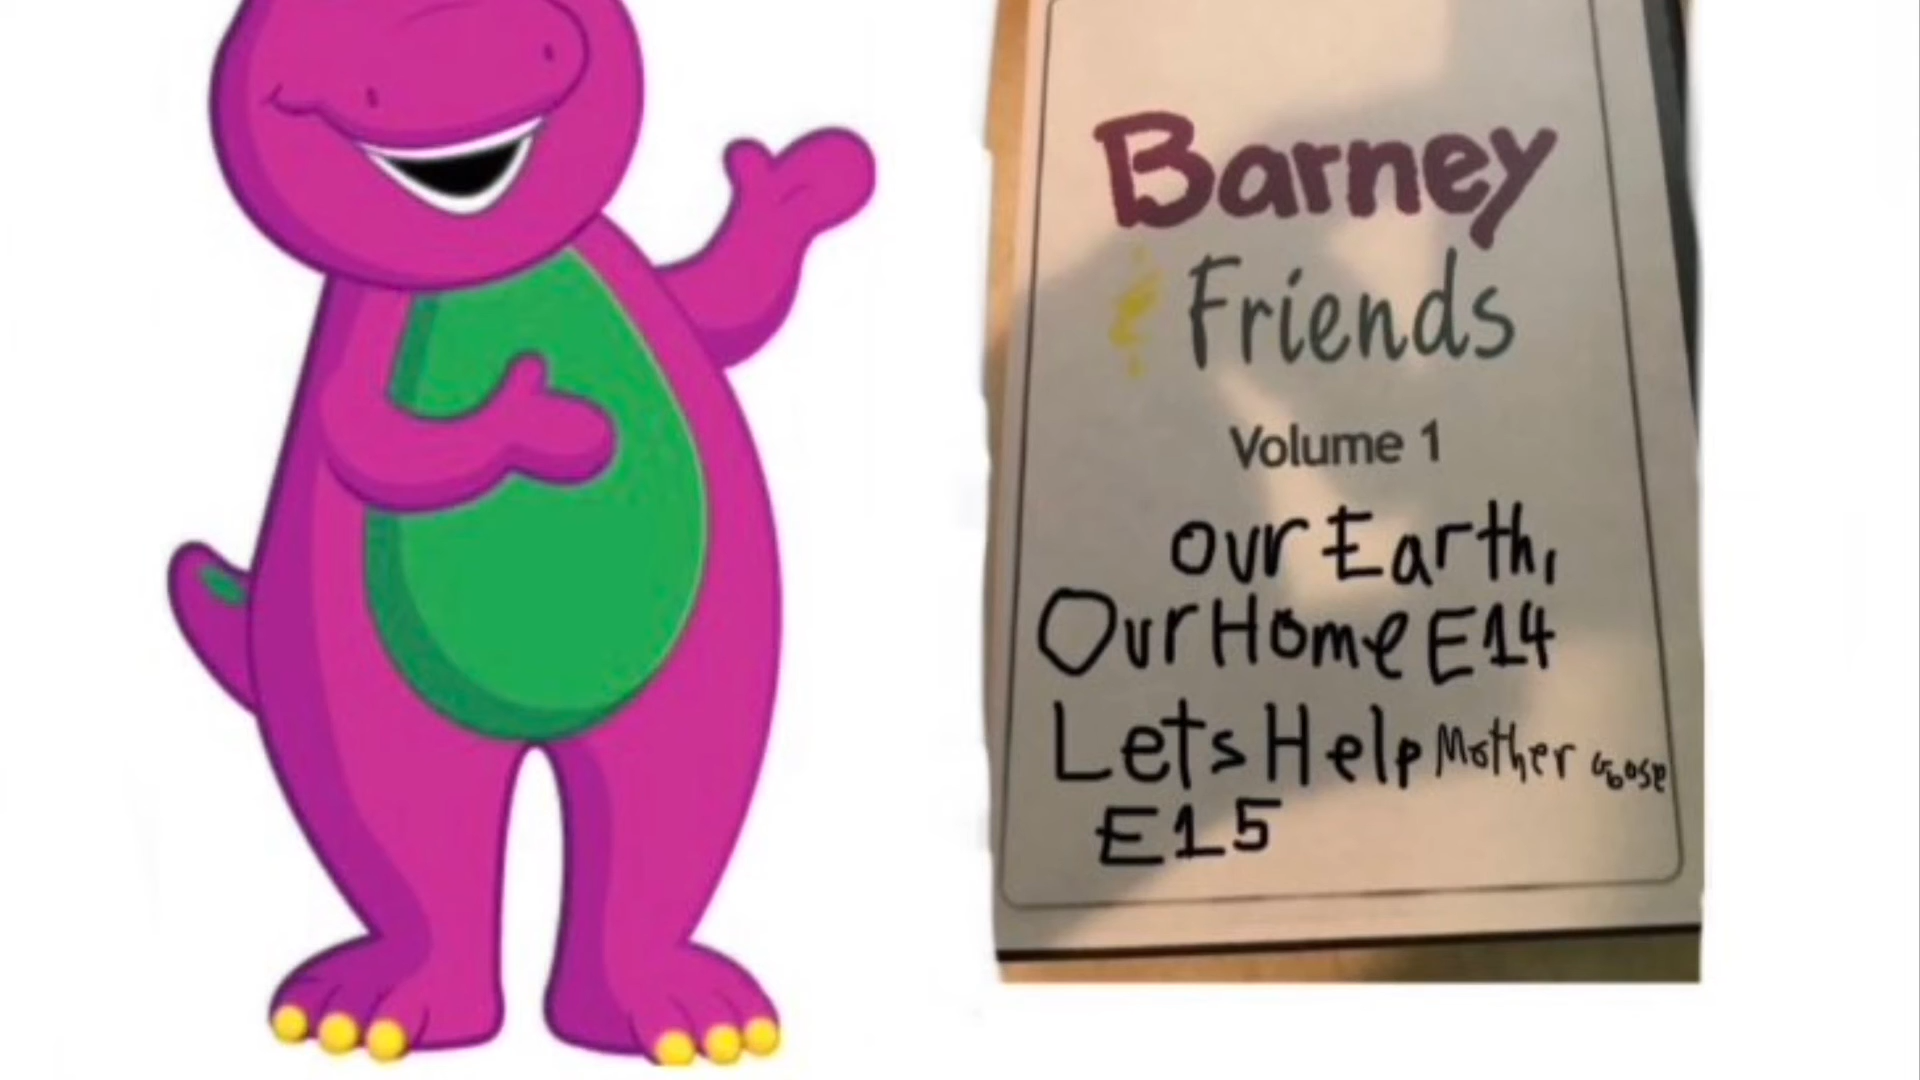 Barney
& Friends
Volume 1
our Earth,
Our Home E14
Lets Help Mother Goose
E15